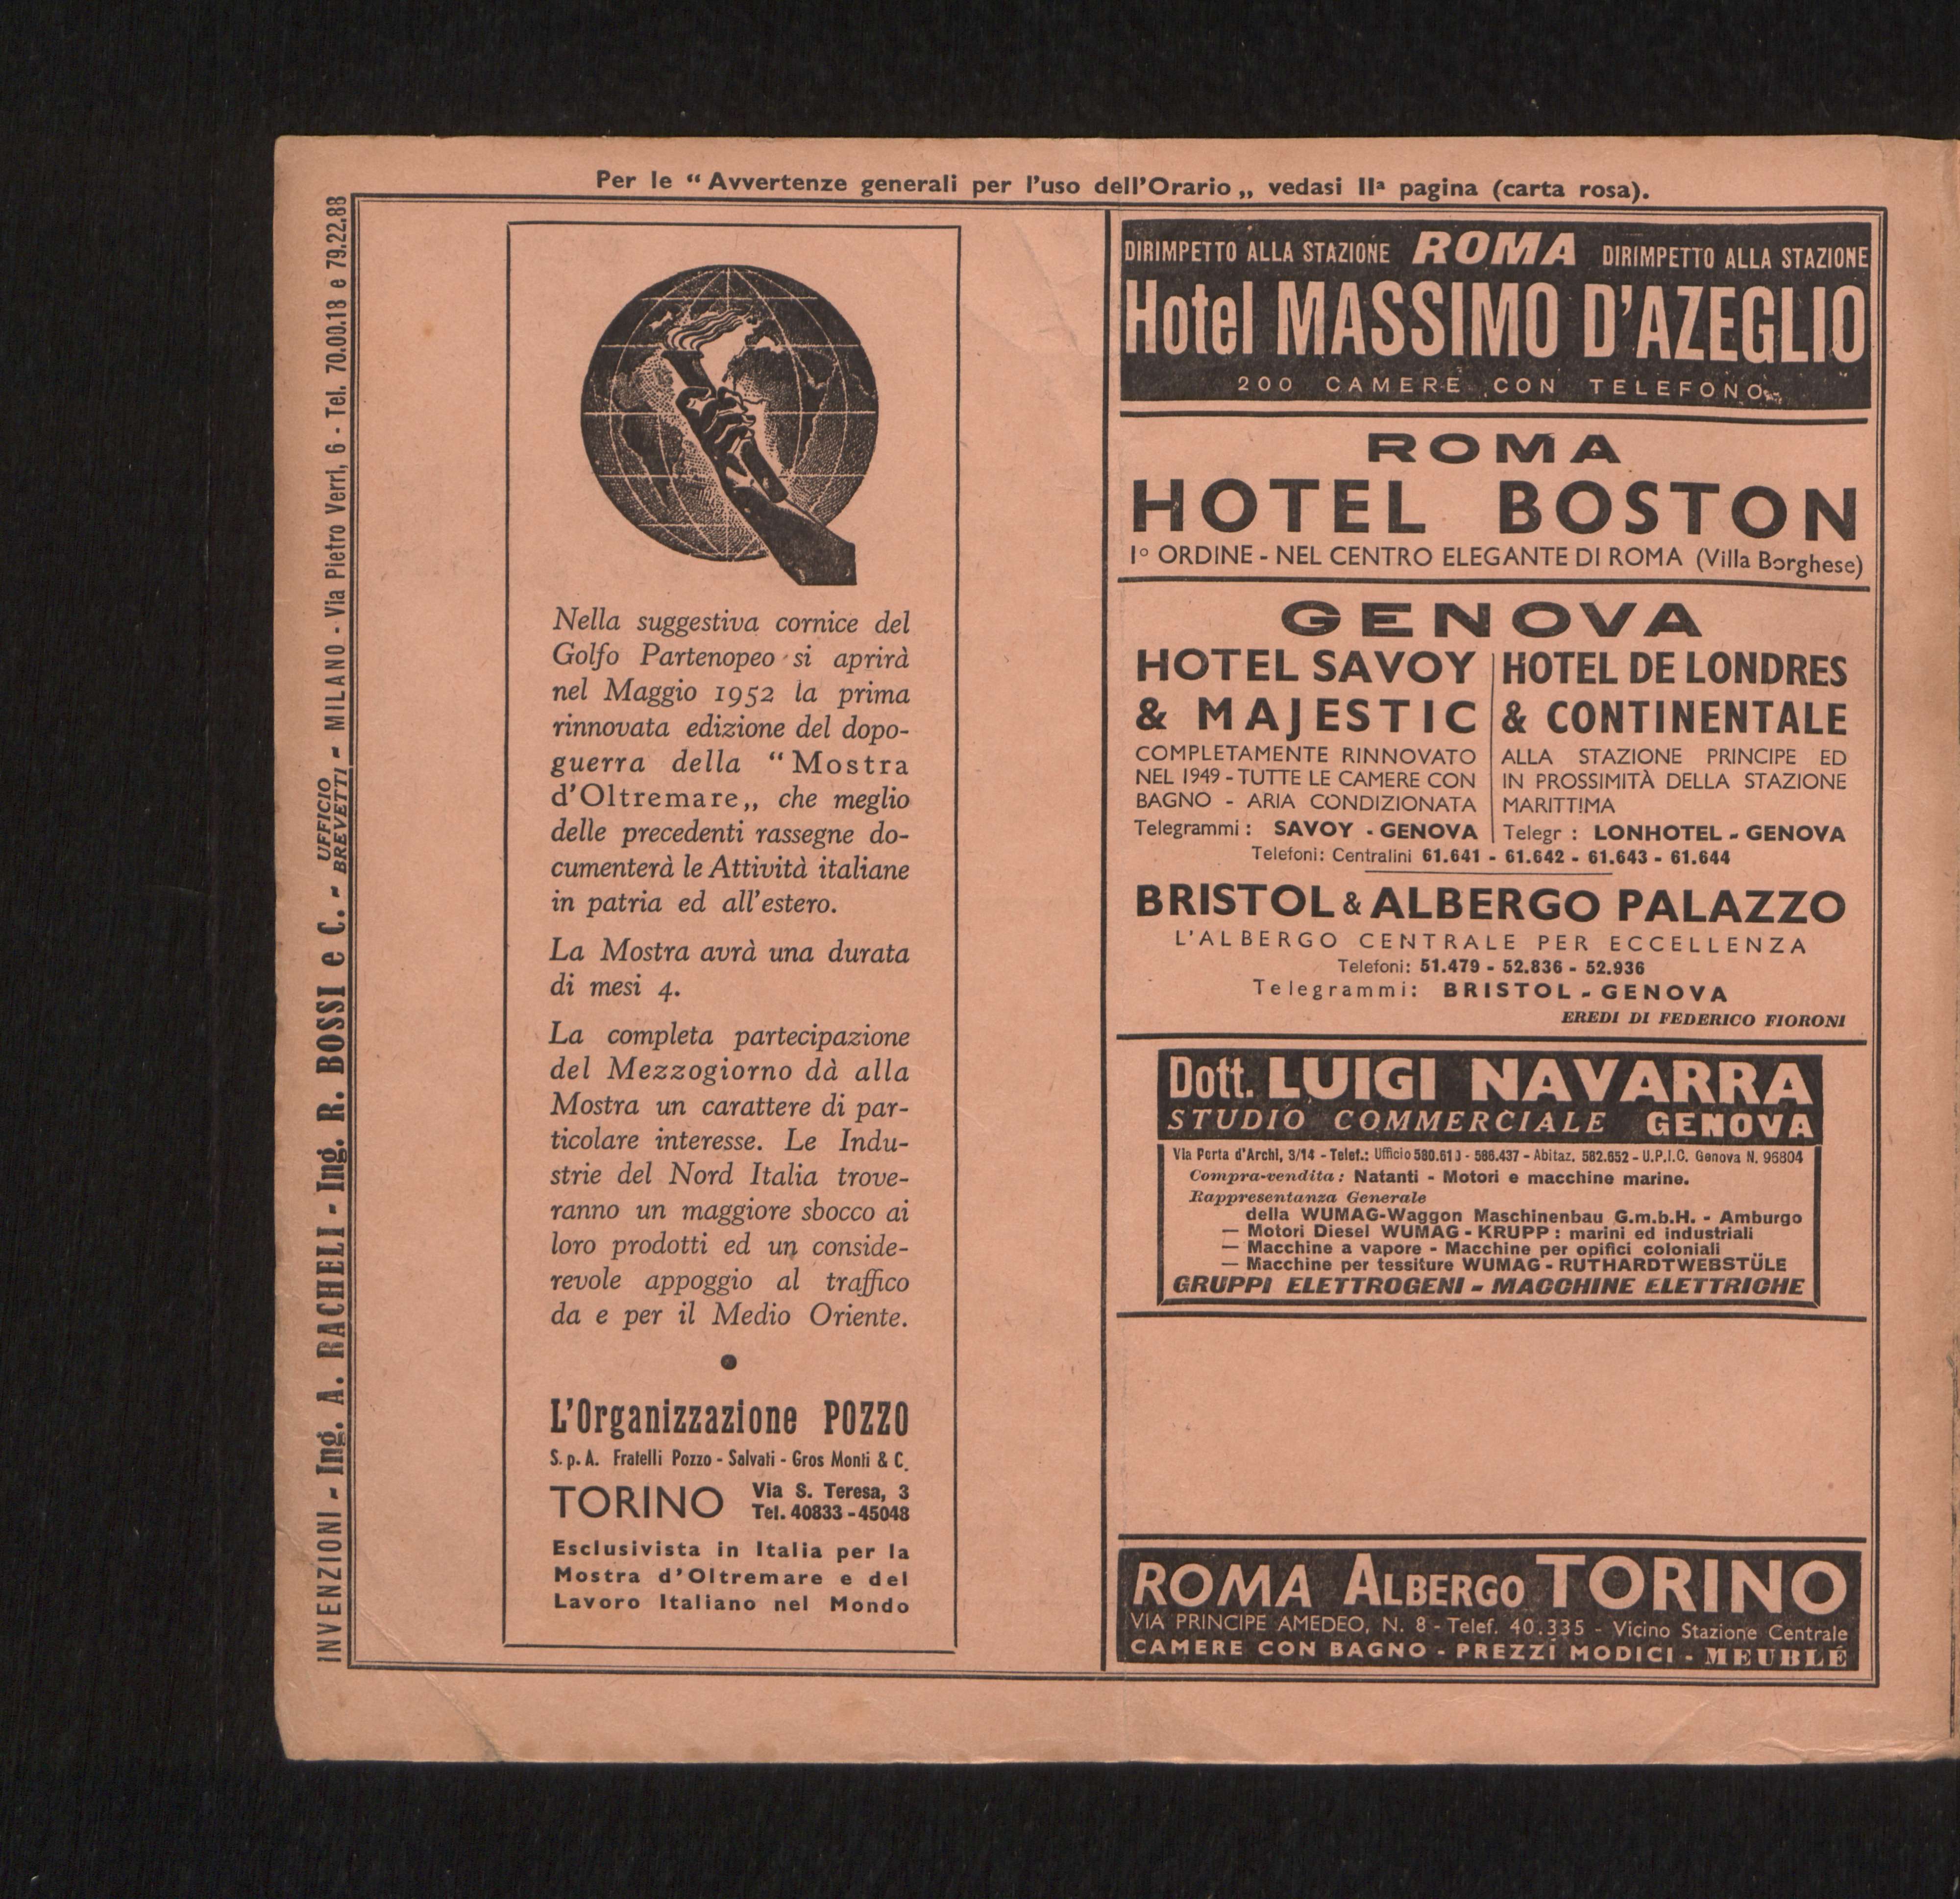 Per le “ Avvertenze generali per l'uso dell'Orario „ vedasi IIª pagina (carta rosa).
INVENZIONI - Ing. A. RACHELI - Ing. R. BOSSI e C. - UFFICIO BREVETTI - MILANO - Via Pietro Verri, 6 - Tel. 70.00.18 e 79.22.88
Nella suggestiva cornice del
Golfo Partenopeo si aprirà
nel Maggio 1952 la prima
rinnovata edizione del dopo-
guerra della “ Mostra
d'Oltremare „ che meglio
delle precedenti rassegne do-
cumenterà le Attività italiane
in patria ed all'estero.
La Mostra avrà una durata
di mesi 4.
La completa partecipazione
del Mezzogiorno dà alla
Mostra un carattere di par-
ticolare interesse. Le Indu-
strie del Nord Italia trove-
ranno un maggiore sbocco ai
loro prodotti ed un conside-
revole appoggio al traffico
da e per il Medio Oriente.
L'Organizzazione POZZO
S. p. A. Fratelli Pozzo - Salvati - Gros Monti & C.
TORINO
Via S. Teresa, 3
Tel. 40833 - 45048
Esclusivista in Italia per la
Mostra d'Oltremare e del
Lavoro Italiano nel Mondo
DIRIMPETTO ALLA STAZIONE ROMA DIRIMPETTO ALLA STAZIONE
Hotel MASSIMO D'AZEGLIO
200 CAMERE CON TELEFONO
ROMA
HOTEL BOSTON
1º ORDINE - NEL CENTRO ELEGANTE DI ROMA (Villa Borghese)
GENOVA
HOTEL SAVOY
& MAJESTIC
COMPLETAMENTE RINNOVATO
NEL 1949 - TUTTE LE CAMERE CON
BAGNO - ARIA CONDIZIONATA
Telegrammi : SAVOY - GENOVA
HOTEL DE LONDRES
& CONTINENTALE
ALLA STAZIONE PRINCIPE ED
IN PROSSIMITÀ DELLA STAZIONE
MARITTIMA
Telegr : LONHOTEL - GENOVA
Telefoni: Centralini 61.641 - 61.642 - 61.643 - 61.644
BRISTOL & ALBERGO PALAZZO
L'ALBERGO CENTRALE PER ECCELLENZA
Telefoni: 51.479 - 52.836 - 52.936
Telegrammi: BRISTOL - GENOVA
EREDI DI FEDERICO FIORONI
Dott. LUIGI NAVARRA
STUDIO COMMERCIALE GENOVA
Via Porta d'Archi, 3/14 - Telef.: Ufficio 580.610 - 586.437 - Abitaz. 582.652 - U.P.I.C. Genova N. 96804
Compra-vendita : Natanti - Motori e macchine marine.
Rappresentanza Generale
della WUMAG-Waggon Maschinenbau G.m.b.H. - Amburgo
— Motori Diesel WUMAG - KRUPP : marini ed industriali
— Macchine a vapore - Macchine per opifici coloniali
— Macchine per tessiture WUMAG - RUTHARDTWEBSTÜLE
GRUPPI ELETTROGENI - MACCHINE ELETTRICHE
ROMA ALBERGO TORINO
VIA PRINCIPE AMEDEO, N. 8 - Telef. 40.335 - Vicino Stazione Centrale
CAMERE CON BAGNO - PREZZI MODICI - MEUBLÉ